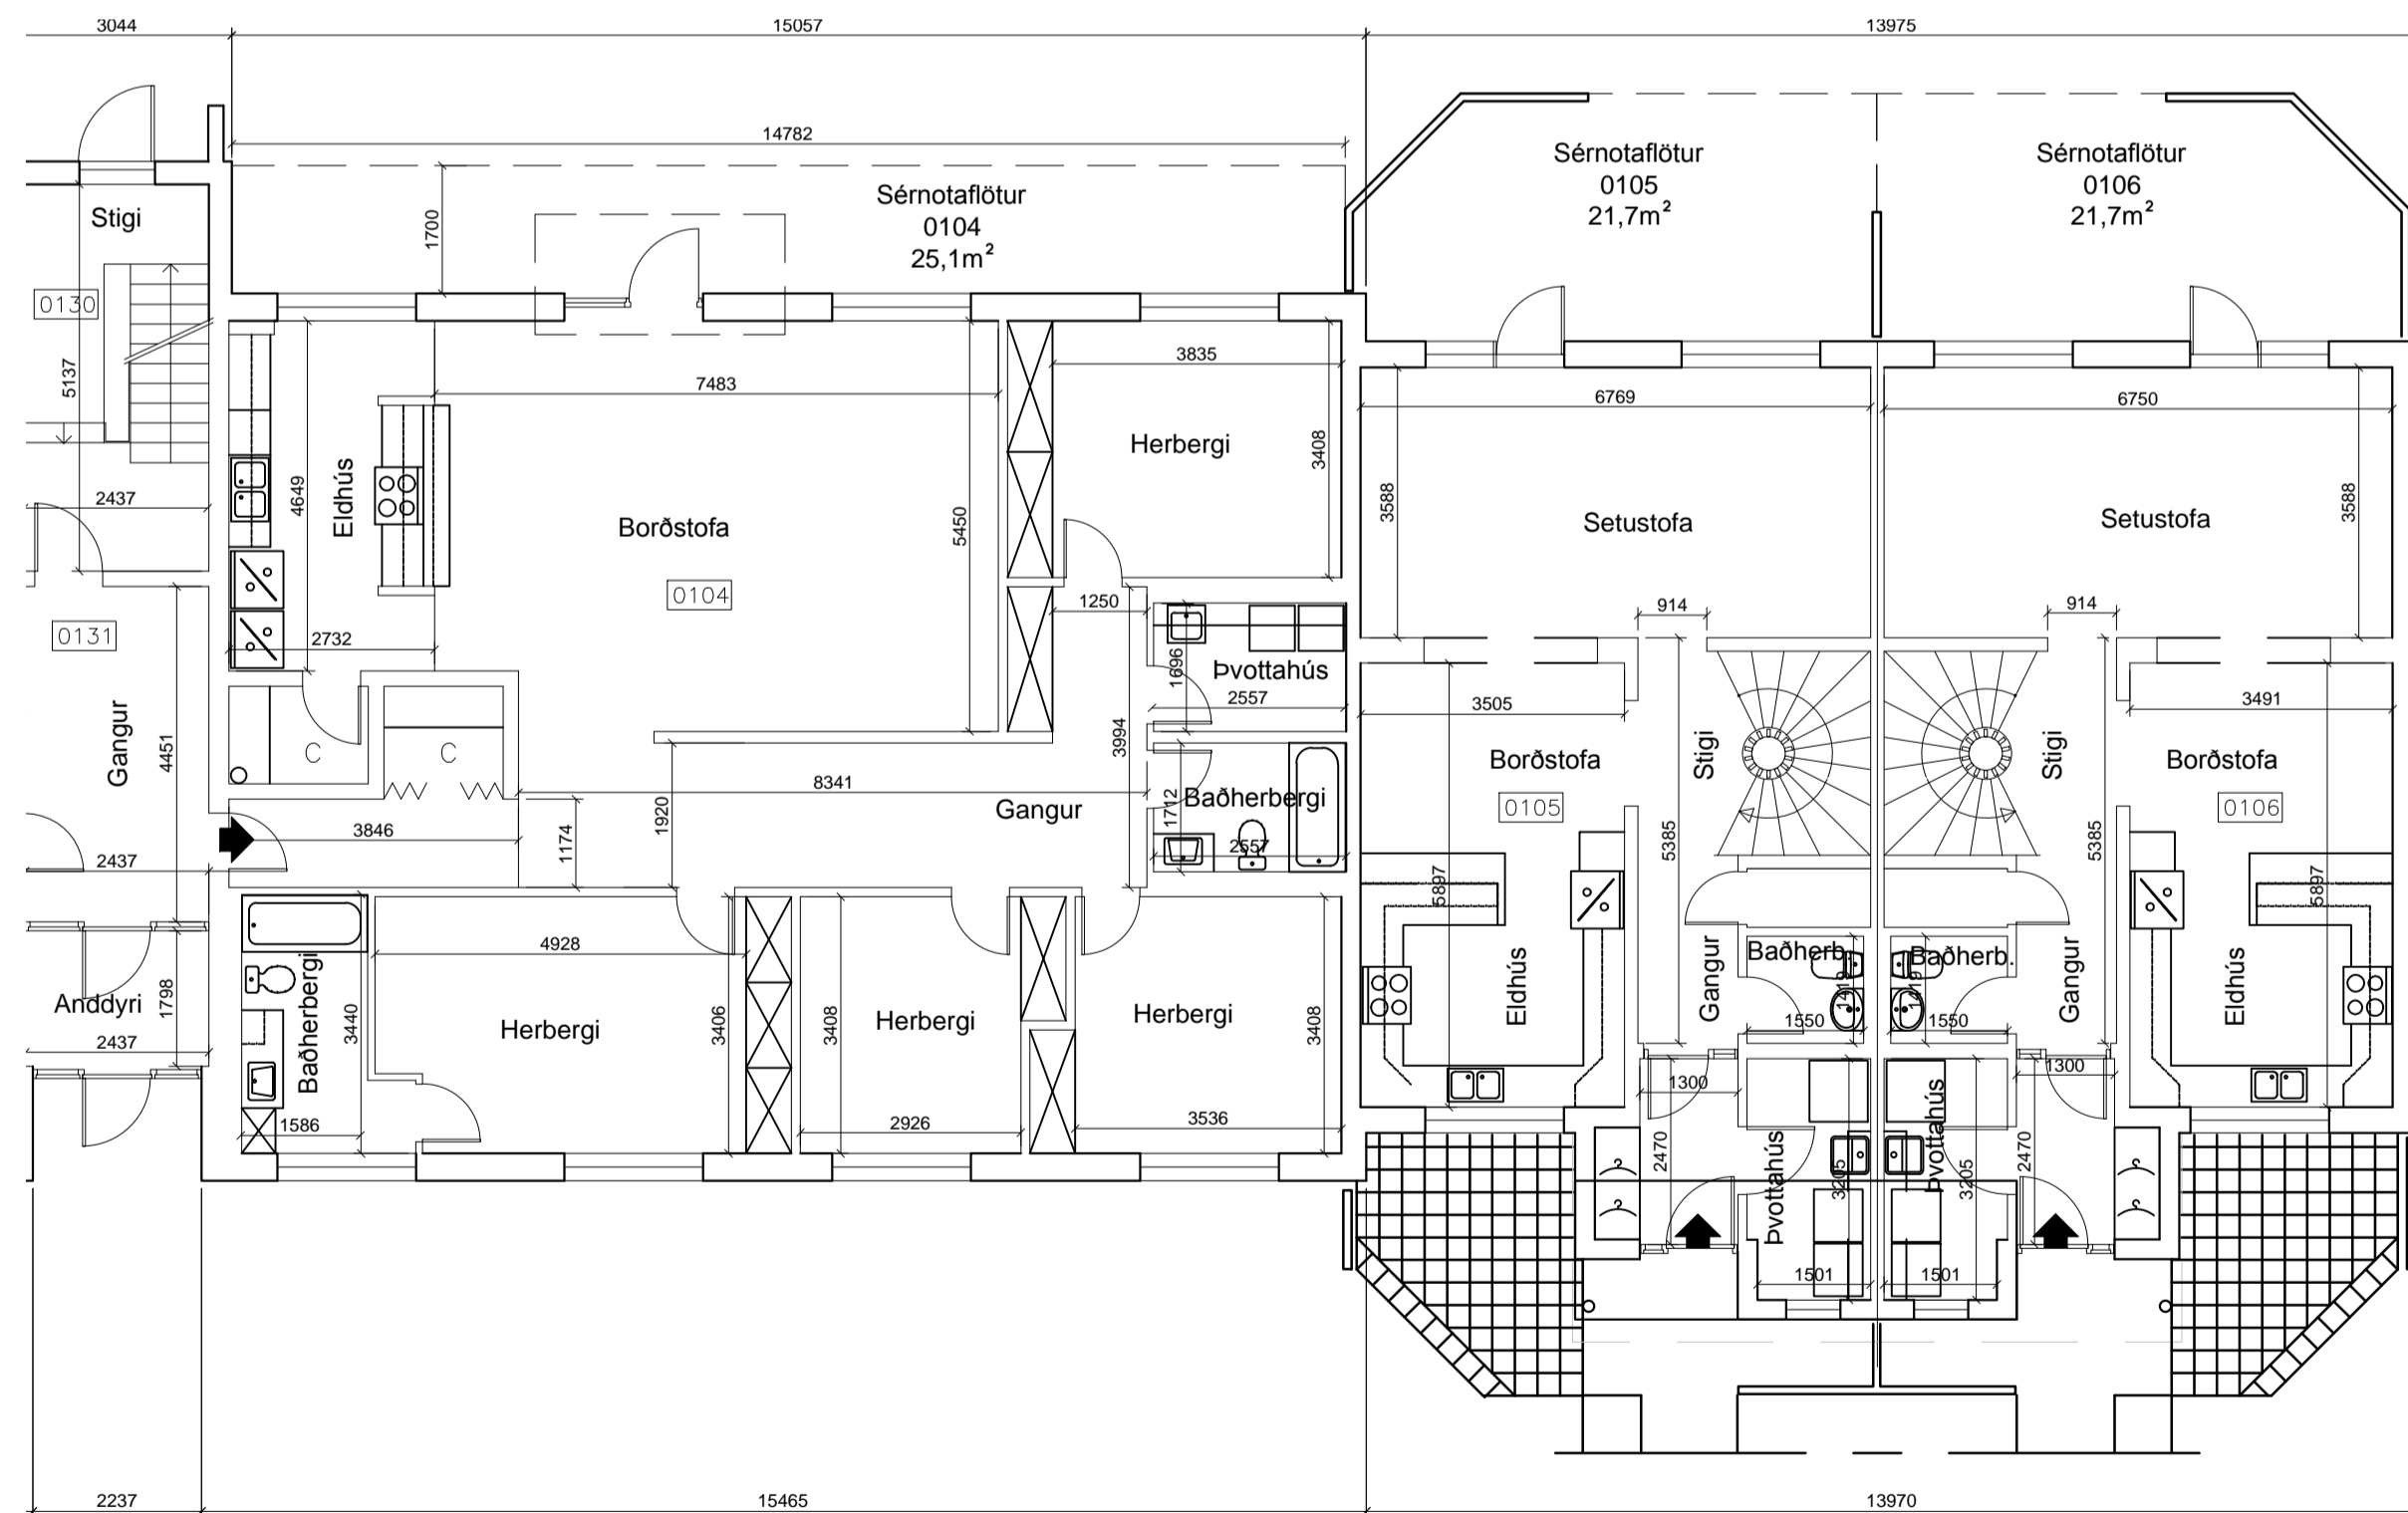 3044
15057
13975
14782
Sérnotaflötur
0104
25,1m²
Sérnotaflötur
0105
21,7m²
Sérnotaflötur
0106
21,7m²
1700
Stigi
0130
5137
2437
4649
Eldhús
2732
7483
Borðstofa
0104
5450
3835
Herbergi
3408
6769
3588
Setustofa
6750
3588
Setustofa
0131
Gangur
4451
1250
1696
Þvottahús
2557
3994
914
914
3505
3491
Borðstofa
0105
Stigi
Stigi
Borðstofa
0106
C
C
3846
1174
8341
1920
Gangur
1712
Baðherbergi
2557
5385
5385
5897
5897
2437
Anddyri
1798
2437
Baðherbergi
3440
1586
4928
Herbergi
3406
3408
Herbergi
2926
Herbergi
3408
3536
Eldhús
Gangur
Baðherb.
1419
1550
Baðherb.
1419
1550
Gangur
Eldhús
1300
1300
2470
Þvottahús
3205
1501
Þvottahús
3205
1501
2470
2237
15465
13970